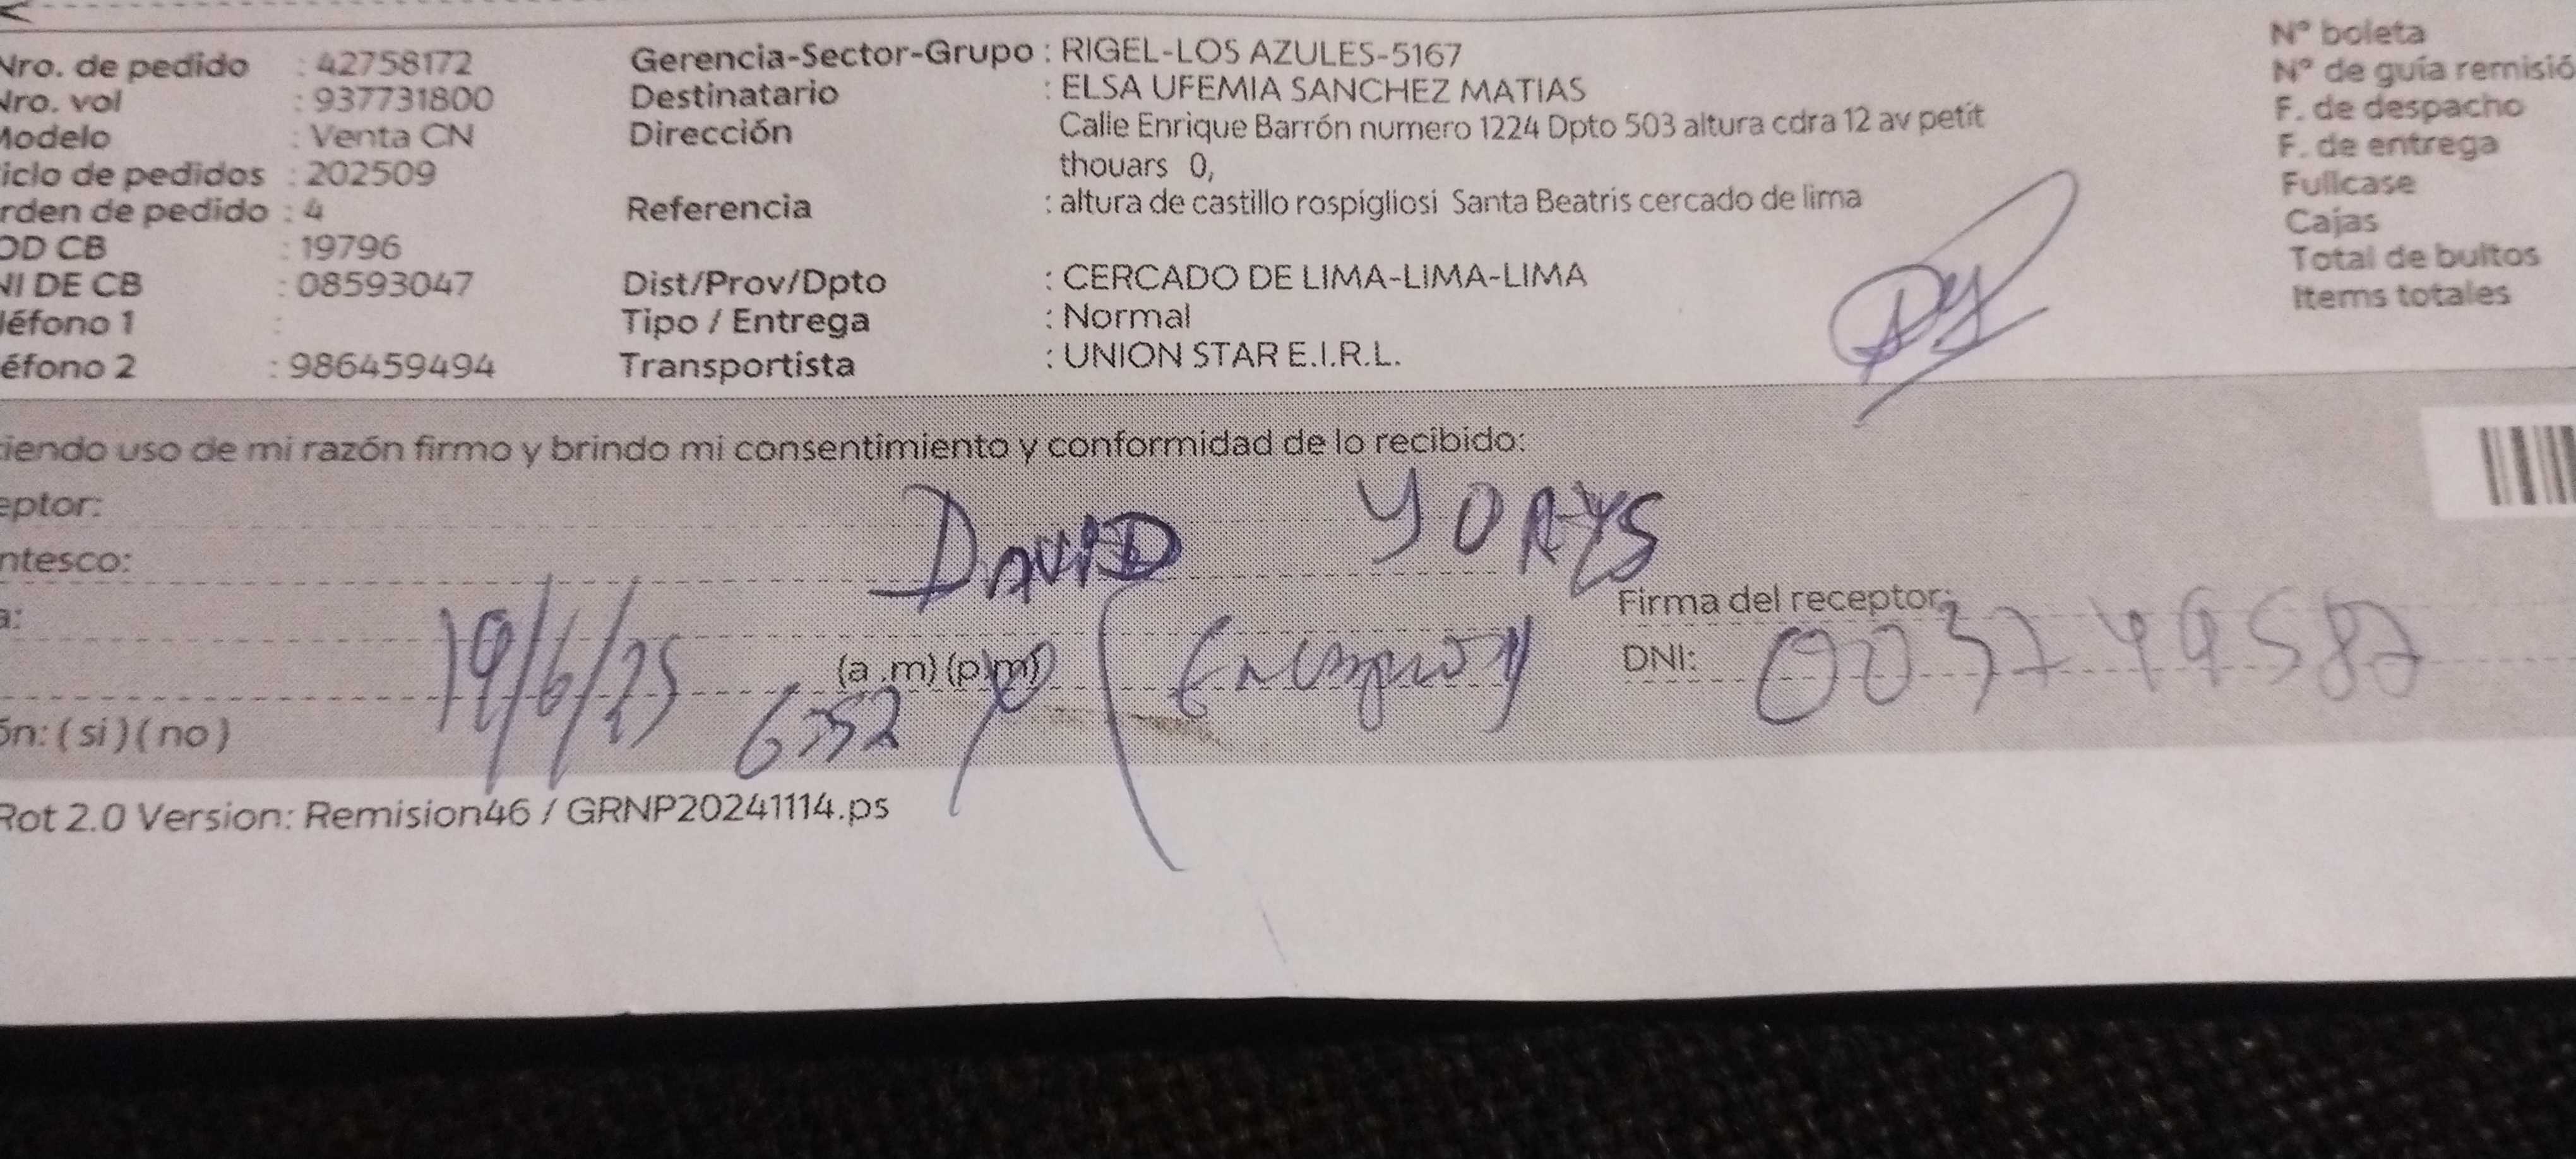 Nro. de pedido : 42758172
Nro. vol : 937731800
Modelo : Venta CN
iclo de pedidos : 202509
rden de pedido : 4
OD CB : 19796
NI DE CB : 08593047
léfono 1 :
éfono 2 : 986459494
Gerencia-Sector-Grupo : RIGEL-LOS AZULES-5167
Destinatario : ELSA UFEMIA SANCHEZ MATIAS
Dirección Calle Enrique Barrón numero 1224 Dpto 503 altura cdra 12 av petit
thouars 0,
Referencia : altura de castillo rospigliosi Santa Beatris cercado de lima
Dist/Prov/Dpto : CERCADO DE LIMA-LIMA-LIMA
Tipo / Entrega : Normal
Transportista : UNION STAR E.I.R.L.
N° boleta
N° de guía remisió
F. de despacho
F. de entrega
Fullcase
Cajas
Total de bultos
Items totales
iendo uso de mi razón firmo y brindo mi consentimiento y conformidad de lo recibido:
eptor:
DAVID YORYS
ntesco:
a:
19/6/25
(a .m) (p.m)
6:52
Firma del receptor:
DNI: 003749587
ón: ( si ) ( no )
Rot 2.0 Version: Remision46 / GRNP20241114.ps